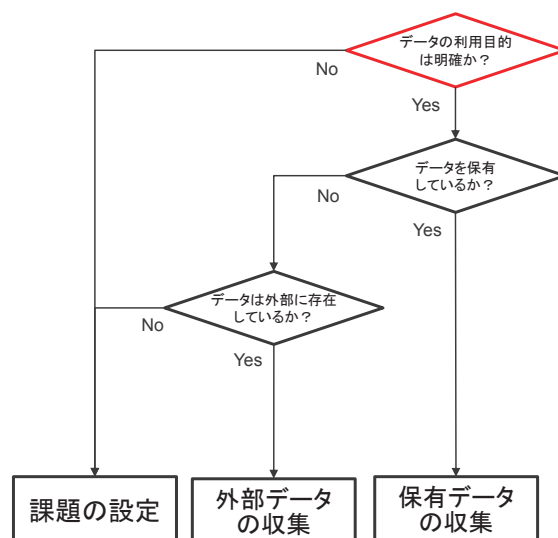 データの利用目的
は明確か？
No
Yes
データを保有
しているか？
No
Yes
データは外部に存在
しているか？
No
Yes
課題の設定
外部データ
の収集
保有データ
の収集